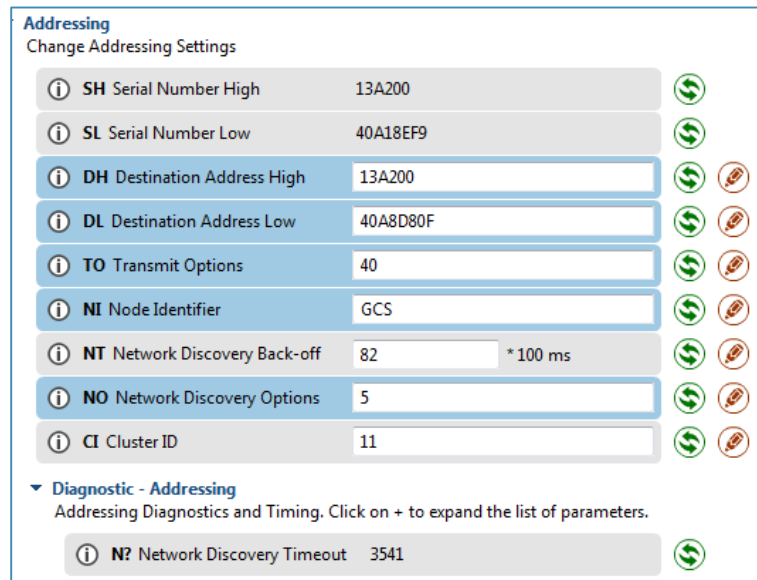 Addressing
Change Addressing Settings
SH Serial Number High 13A200
SL Serial Number Low 40A18EF9
DH Destination Address High 13A200
DL Destination Address Low 40A8D80F
TO Transmit Options 40
NI Node Identifier GCS
NT Network Discovery Back-off 82 * 100 ms
NO Network Discovery Options 5
CI Cluster ID 11
Diagnostic - Addressing
Addressing Diagnostics and Timing. Click on + to expand the list of parameters.
N? Network Discovery Timeout 3541